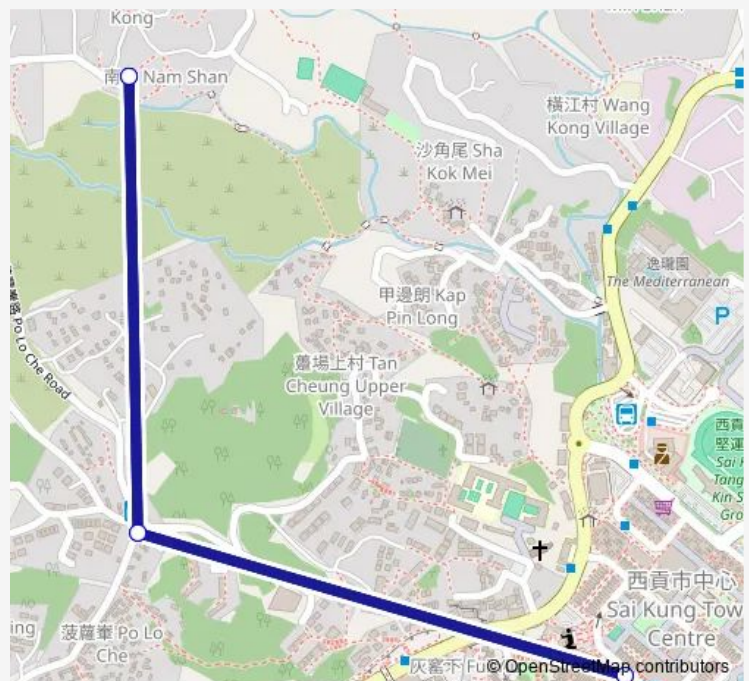 Kong
Nam Shan
橫江村 Wang
Kong Village
沙角尾 Sha
Kok Mei
逸瓏園
The Mediterranean
甲邊朗 Kap
Pin Long
P
Po Lo Che Road
躉場上村 Tan
Cheung Upper
Village
西貢
Sai
Tang
Kin S
Gro
西貢市中心
Sai Kung Tow
Centre
ing
菠蘿輋 Po Lo
Che
灰窰下 Fu
© OpenStreetMap contributors